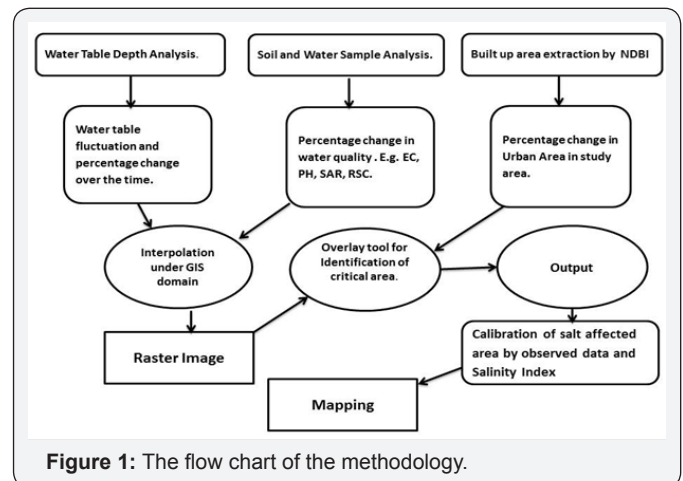 Water Table Depth Analysis.
Soil and Water Sample Analysis.
Built up area extraction by NDBI
Water table
fluctuation and
percentage change
over the time.
Percentage change in
water quality . E.g. EC,
PH, SAR, RSC.
Percentage change in
Urban Area in study
area.
Interpolation
under GIS
domain
Overlay tool for
Identification of
critical area.
Output
Raster Image
Calibration of salt affected
area by observed data and
Salinity Index
Mapping
Figure 1: The flow chart of the methodology.